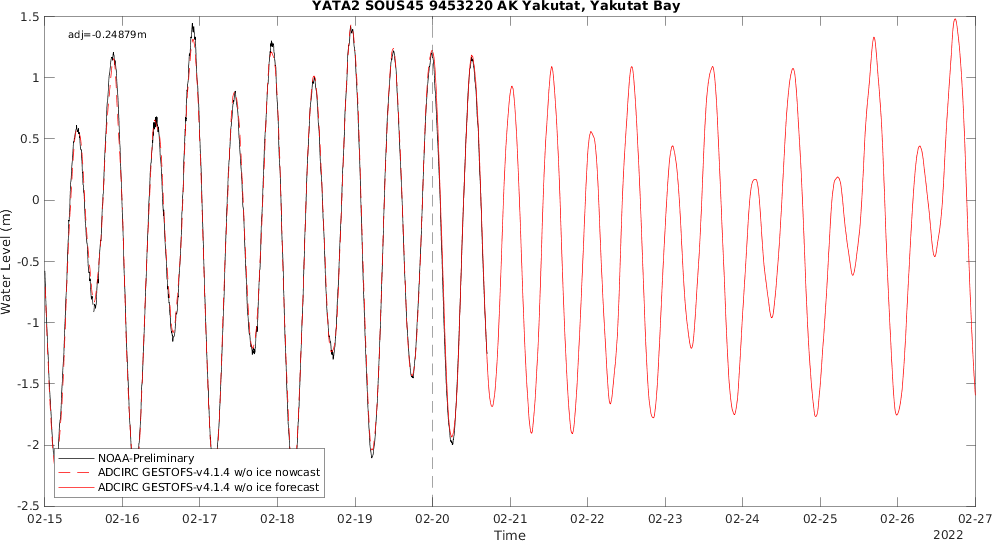 YATA2 SOUS45 9453220 AK Yakutat, Yakutat Bay
adj=-0.24879m
1.5
1
0.5
0
-0.5
-1
-1.5
-2
-2.5
Water Level (m)
NOAA-Preliminary
ADCIRC GESTOFS-v4.1.4 w/o ice nowcast
ADCIRC GESTOFS-v4.1.4 w/o ice forecast
02-15 02-16 02-17 02-18 02-19 02-20 02-21 02-22 02-23 02-24 02-25 02-26 02-27
Time
2022